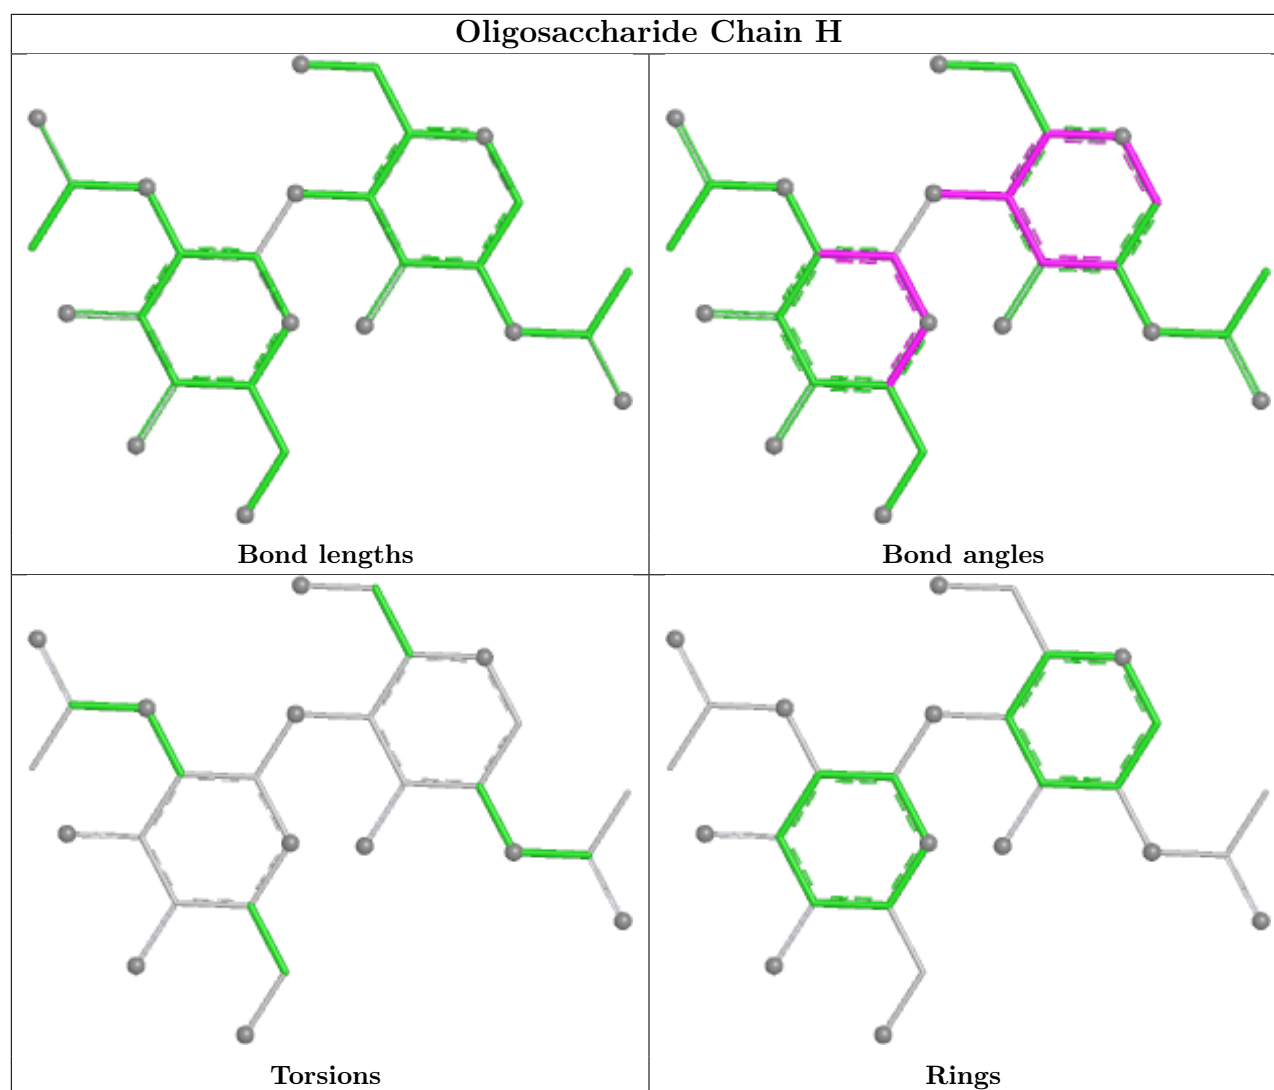 Oligosaccharide Chain H
Bond lengths
Bond angles
Torsions
Rings